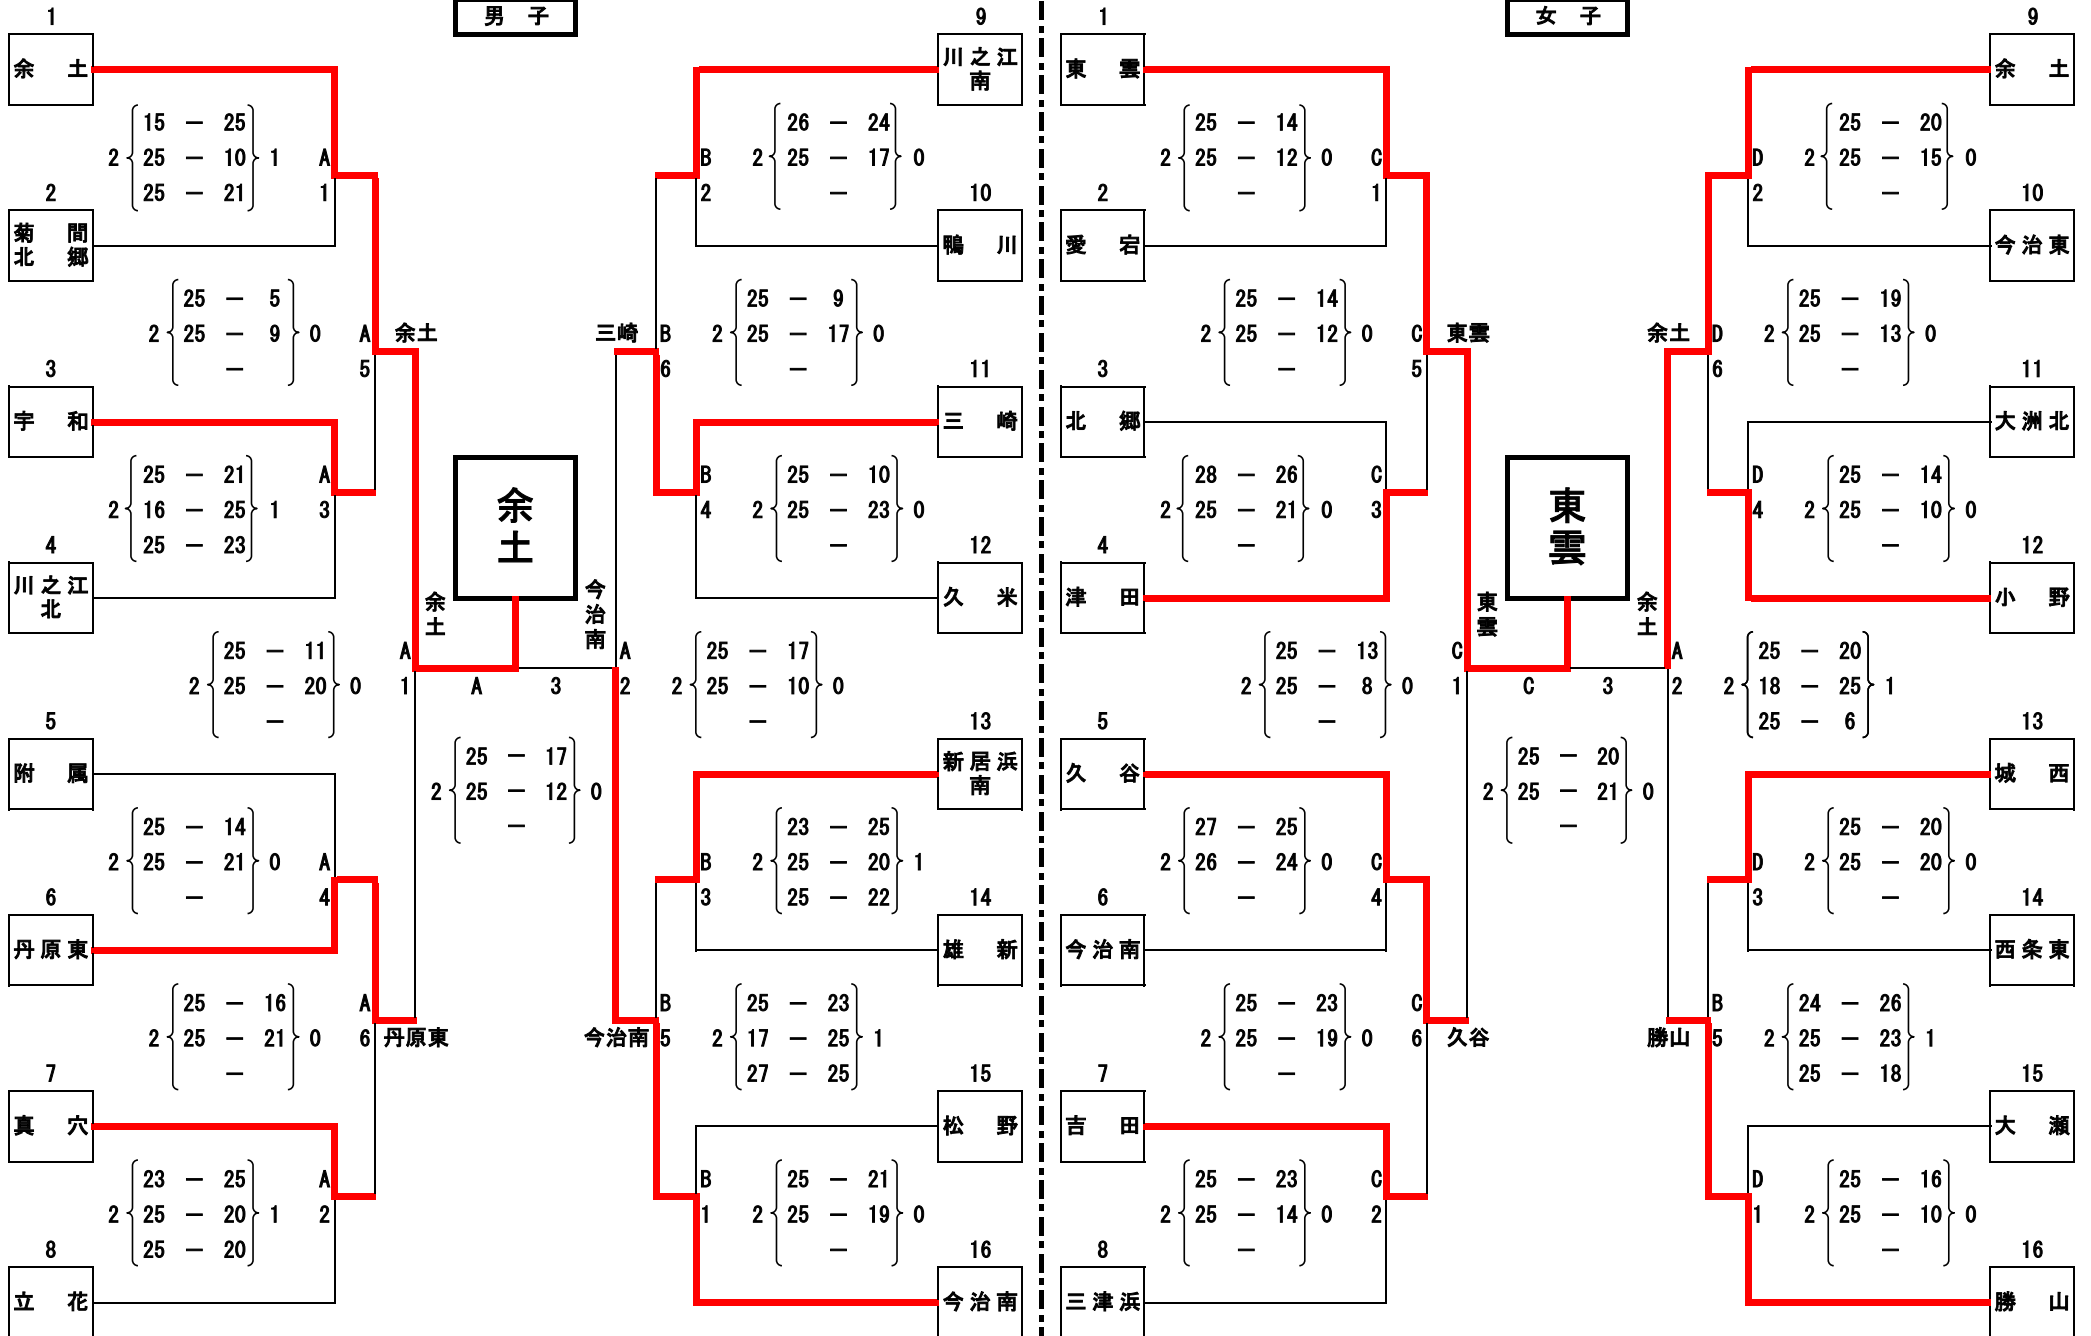 男 子
1
余 土
15 － 25
2 25 － 10 1
25 － 21
A
1
2
菊 間
北 郷
25 － 5
2 25 － 9 0
－
A
5
余土
3
宇 和
25 － 21
2 16 － 25 1
25 － 23
A
3
4
川之江
北
25 － 11
2 25 － 20 0
－
A
1
余土
5
附 属
25 － 14
2 25 － 21 0
－
A
4
6
丹原東
25 － 16
2 25 － 21 0
－
A
6
丹原東
7
真 穴
23 － 25
2 25 － 20 1
25 － 20
A
2
8
立 花
余土
A 3
25 － 17
2 25 － 12 0
－
9
川之江
南
26 － 24
2 25 － 17 0
－
B
2
10
鴨 川
25 － 9
2 25 － 17 0
－
三崎
B
6
11
三 崎
25 － 10
2 25 － 23 0
－
B
4
12
久 米
25 － 17
2 25 － 10 0
－
今治南
A
2
13
新居浜
南
23 － 25
2 25 － 20 1
25 － 22
B
3
14
雄 新
25 － 23
2 17 － 25 1
27 － 25
今治南
B
5
15
松 野
25 － 21
2 25 － 19 0
－
B
1
16
今治南
女 子
1
東 雲
25 － 14
2 25 － 12 0
－
C
1
2
愛 宕
25 － 14
2 25 － 12 0
－
C
5
東雲
3
北 郷
28 － 26
2 25 － 21 0
－
C
3
4
津 田
25 － 13
2 25 － 8 0
－
C
1
東雲
5
久 谷
27 － 25
2 26 － 24 0
－
C
4
6
今治南
25 － 23
2 25 － 19 0
－
C
6
久谷
7
吉 田
25 － 23
2 25 － 14 0
－
C
2
8
三津浜
東雲
C 3
25 － 20
2 25 － 21 0
－
9
余 土
25 － 20
2 25 － 15 0
－
D
2
10
今治東
25 － 19
2 25 － 13 0
－
余土
D
6
11
大洲北
25 － 14
2 25 － 10 0
－
D
4
12
小 野
25 － 20
2 18 － 25 1
25 － 6
余土
A
2
13
城 西
25 － 20
2 25 － 20 0
－
D
3
14
西条東
24 － 26
2 25 － 23 1
25 － 18
勝山
B
5
15
大 瀬
25 － 16
2 25 － 10 0
－
D
1
16
勝 山